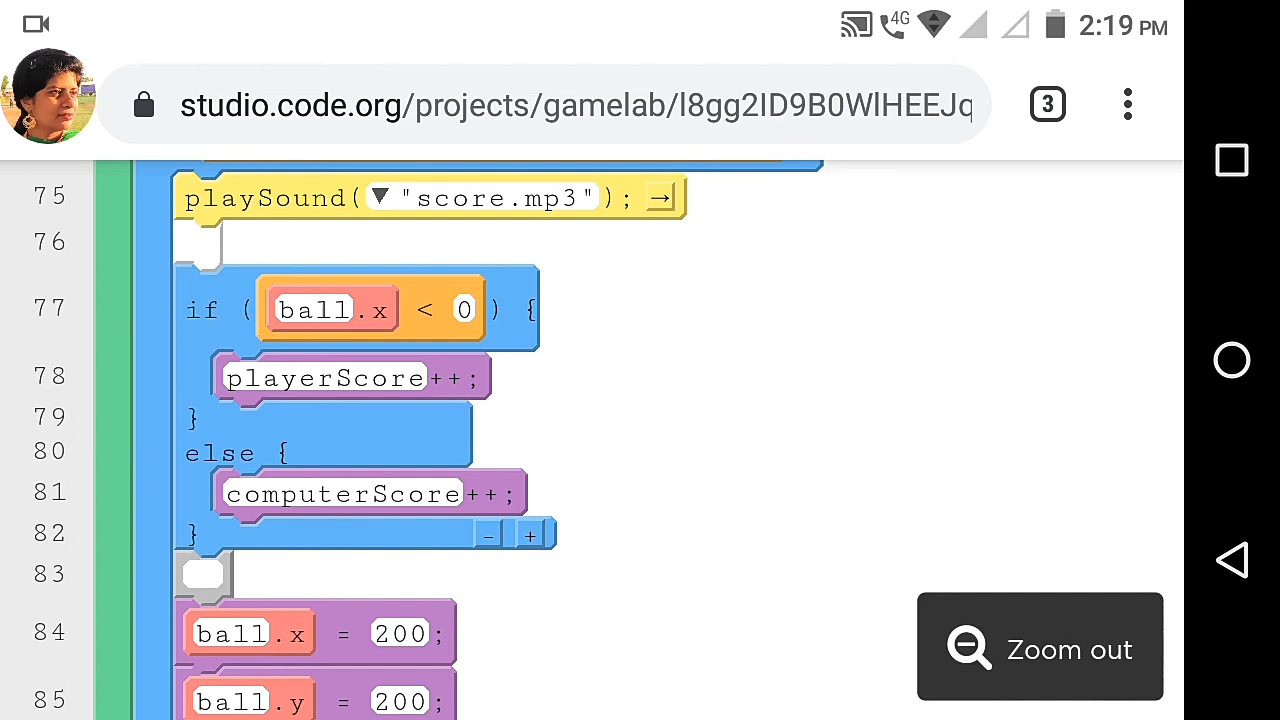 4G 2:19 PM
studio.code.org/projects/gamelab/l8gg2ID9B0WlHEEJq
3
75 playSound( ▼ "score.mp3"); →
76
77 if ( ball.x < 0 ) {
78 playerScore++;
79 }
80 else {
81 computerScore++;
82 } - +
83
84 ball.x = 200;
85 ball.y = 200;
Zoom out